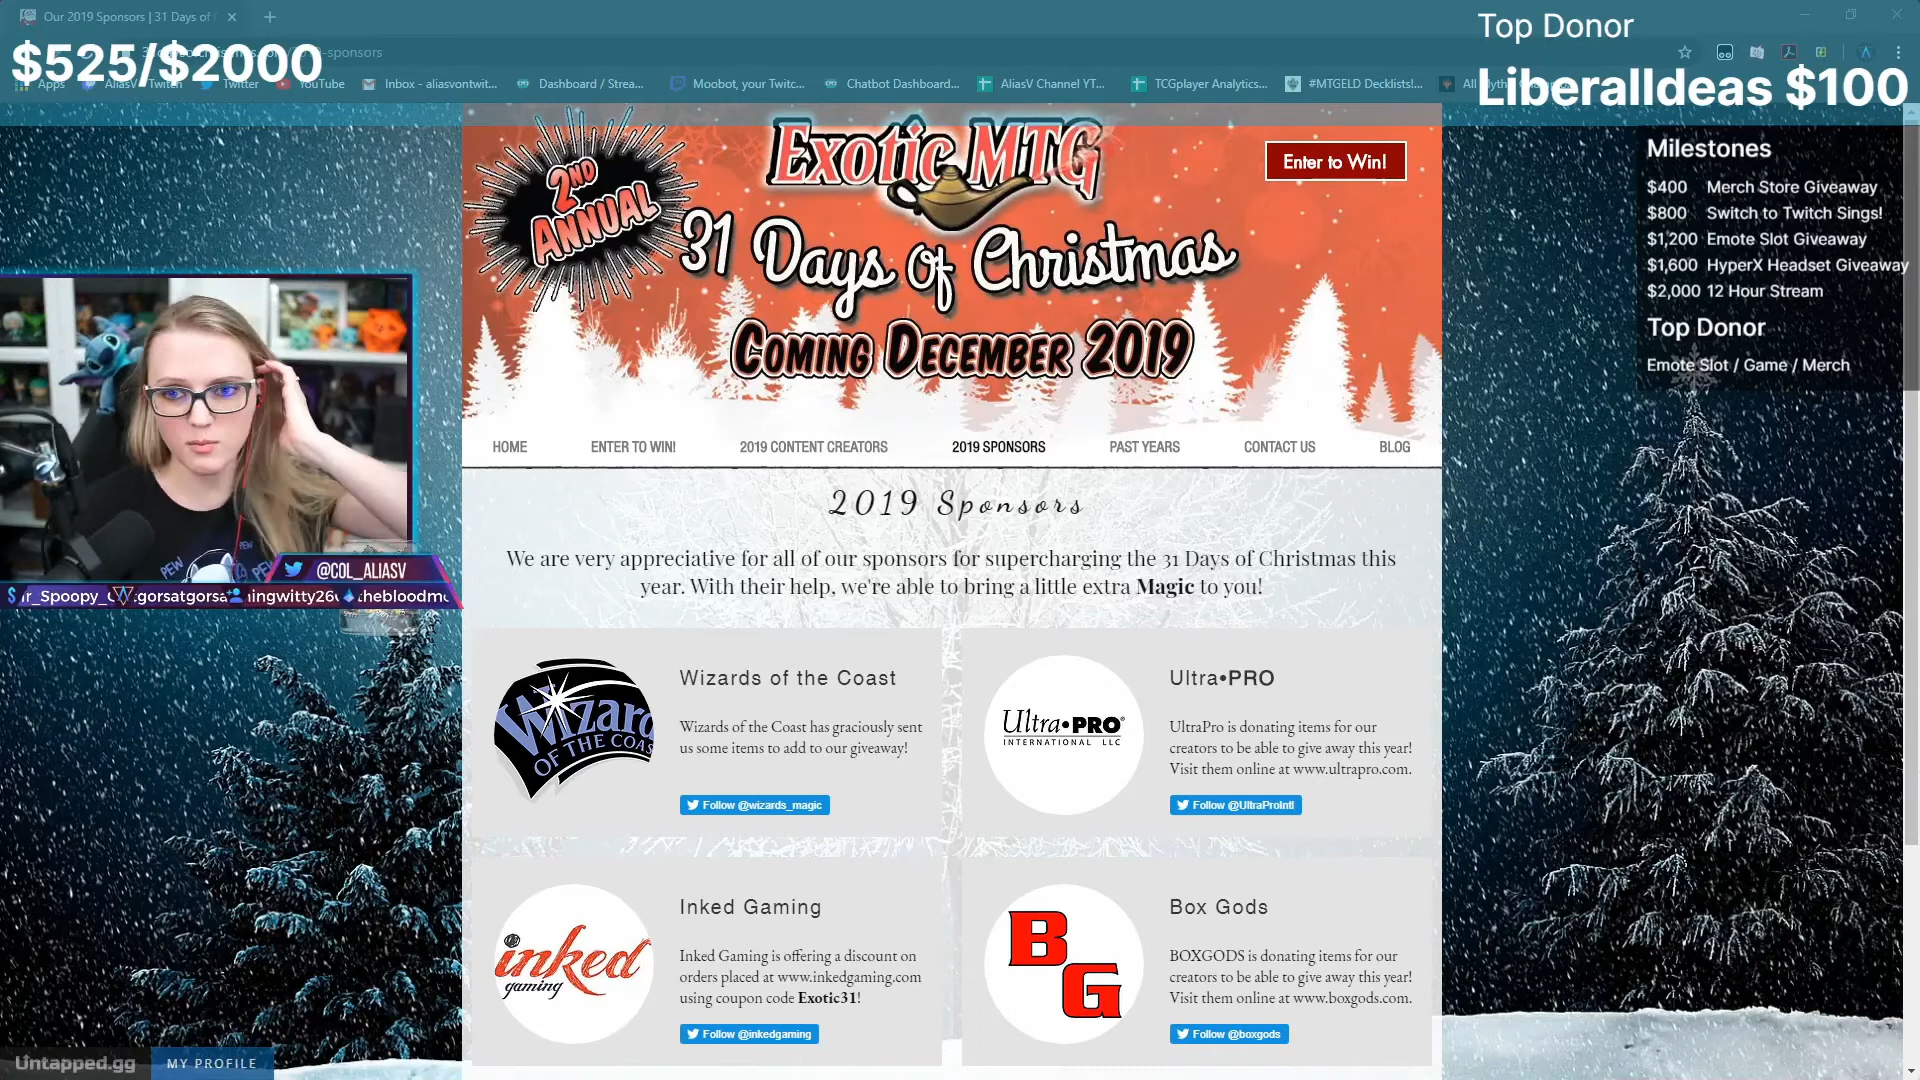 Our 2019 Sponsors | 31 Days of
-sponsors
$525/$2000
Top Donor
LiberalIdeas $100
Apps
AliasV
Twitch
Twitter
YouTube
Inbox - aliasvontwit...
Dashboard / Strea...
Moobot, your Twitc...
Chatbot Dashboard...
AliasV Channel YT...
TCGplayer Analytics...
#MTGELD Decklists!...
Milestones
$400 Merch Store Giveaway
$800 Switch to Twitch Sings!
$1,200 Emote Slot Giveaway
$1,600 HyperX Headset Giveaway
$2,000 12 Hour Stream
Top Donor
Emote Slot / Game / Merch
2ND
ANNUAL
Exotic MTG
Enter to Win!
31 Days of Christmas
Coming December 2019
HOME
ENTER TO WIN!
2019 CONTENT CREATORS
2019 SPONSORS
PAST YEARS
CONTACT US
BLOG
2019 Sponsors
We are very appreciative for all of our sponsors for supercharging the 31 Days of Christmas this
year. With their help, we're able to bring a little extra Magic to you!
PEW
PEW
@COL_ALIASV
gorsatgorsa
ingwitty26
thebloodm
Wizard
OF THE COAS
Wizards of the Coast
Wizards of the Coast has graciously sent
us some items to add to our giveaway!
Follow @wizards_magic
Ultra•PRO
INTERNATIONAL LLC
Ultra•PRO
UltraPro is donating items for our
creators to be able to give away this year!
Visit them online at www.ultrapro.com.
Follow @UltraProIntl
inked
gaming
Inked Gaming
Inked Gaming is offering a discount on
orders placed at www.inkedgaming.com
using coupon code Exotic31!
Follow @inkedgaming
BG
Box Gods
BOXGODS is donating items for our
creators to be able to give away this year!
Visit them online at www.boxgods.com.
Follow @boxgods
Untapped.gg
MY PROFILE